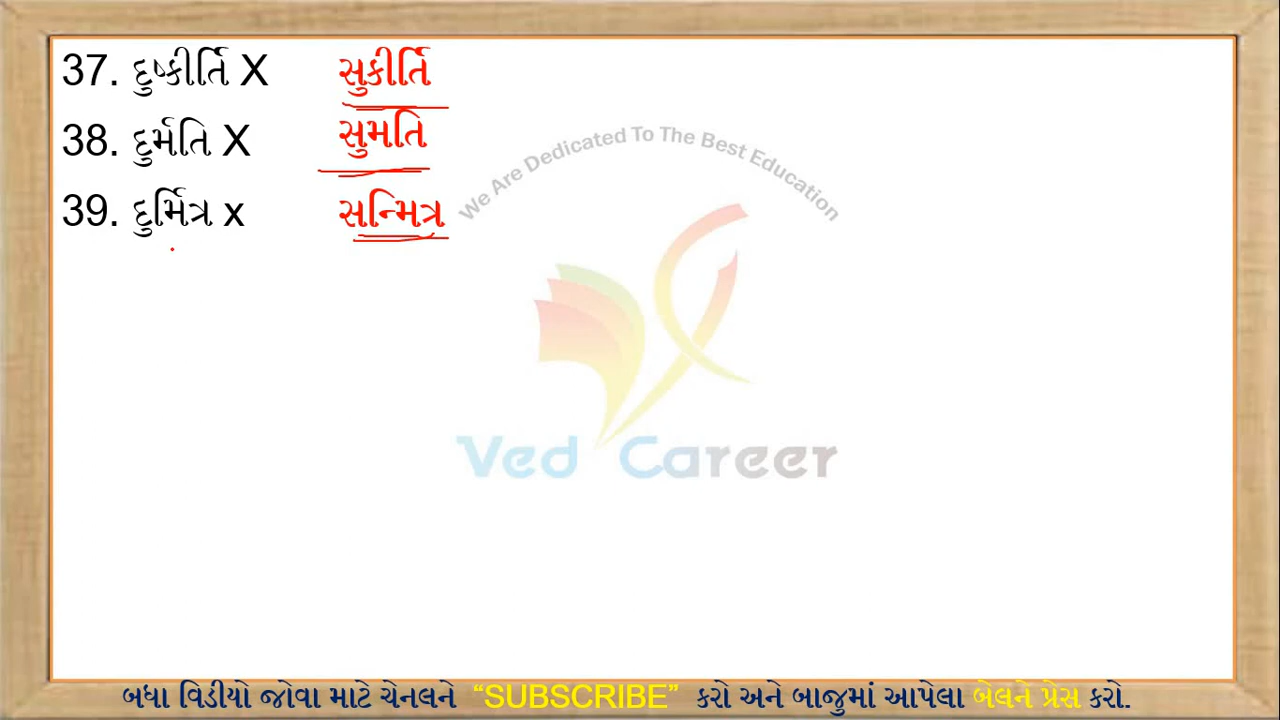 37. દુષ્કીર્તિ X સુકીર્તિ
38. દુર્મતિ X સુમતિ
39. દુર્મિત્ર x સન્મિત્ર
We Are Dedicated To The Best Education
Ved Career
બધા વિડીયો જોવા માટે ચેનલને “SUBSCRIBE” કરો અને બાજુમાં આપેલા બેલને પ્રેસ કરો.